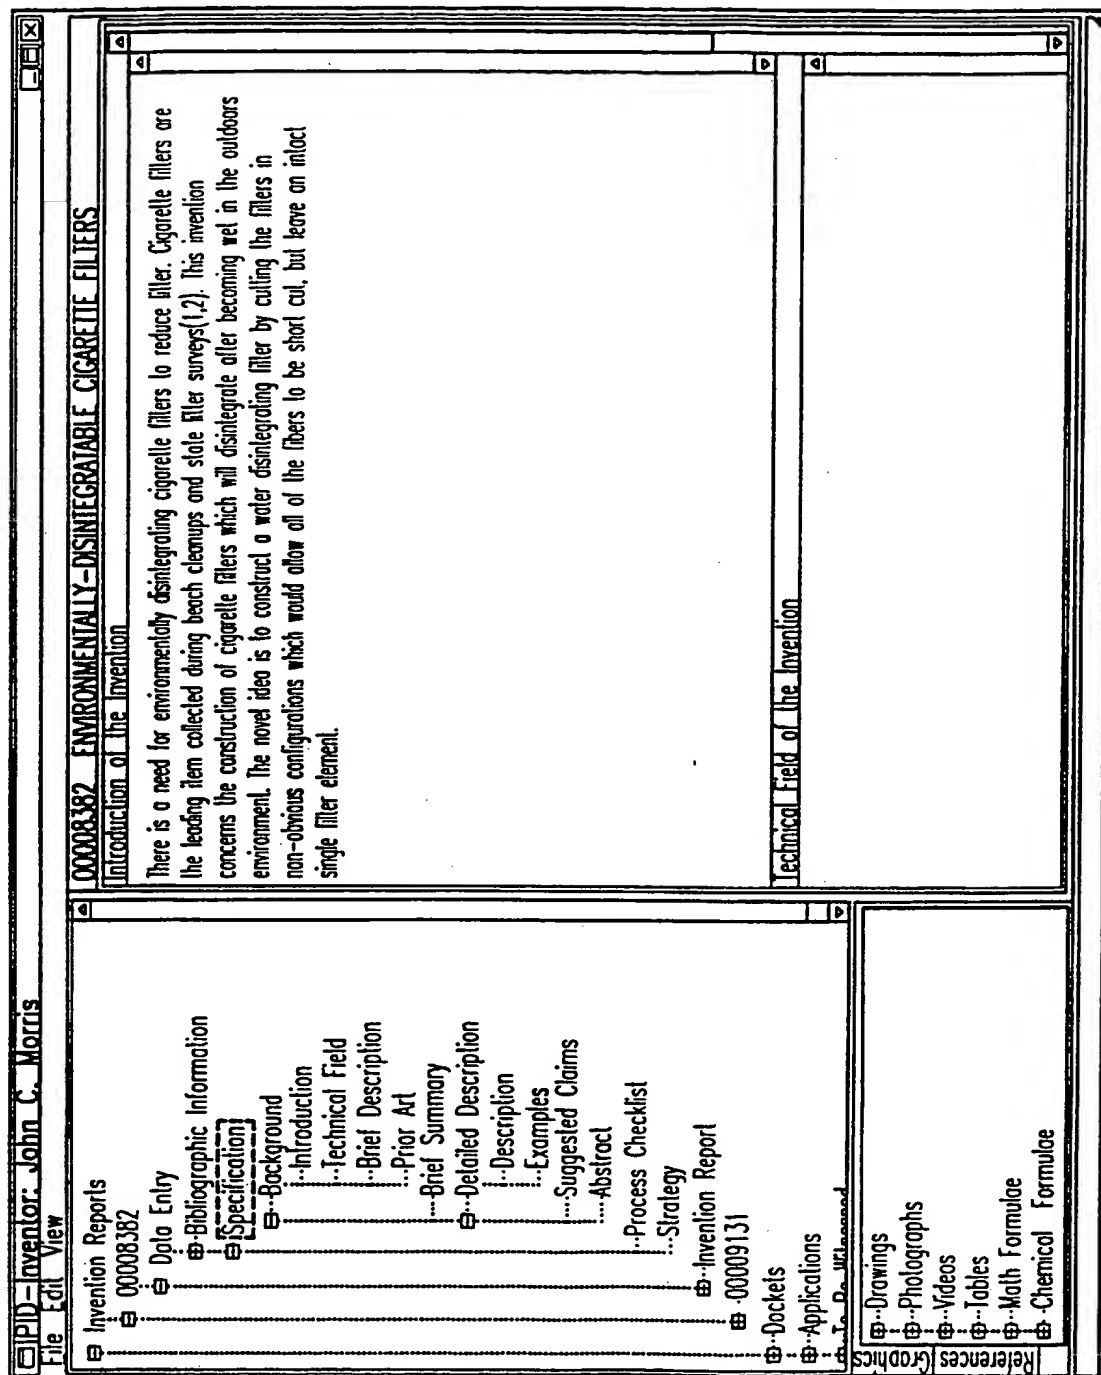 IPID-Inventor: John C. Morris
File Edit View
Invention Reports
00008382
Data Entry
Bibliographic Information
Specification
Background
Introduction
Technical Field
Brief Description
Prior Art
Brief Summary
Detailed Description
Description
Examples
Suggested Claims
Abstract
Process Checklist
Strategy
Invention Report
00009131
Dockets
Applications
To Be Witnessed
Drawings
Photographs
Videos
Tables
Math Formulae
Chemical Formulae
Graphics
References
00008382 ENVIRONMENTALLY-DISINTEGRATABLE CIGARETTE FILTERS
Introduction of the Invention
There is a need for environmentally disintegrating cigarette filters to reduce litter. Cigarette filters are
the leading item collected during beach cleanups and state litter surveys(1,2). This invention
concerns the construction of cigarette filters which will disintegrate after becoming wet in the outdoors
environment. The novel idea is to construct a water disintegrating filter by cutting the filters in
non-obvious configurations which would allow all of the fibers to be short cut, but leave an intact
single filter element.
Technical Field of the Invention